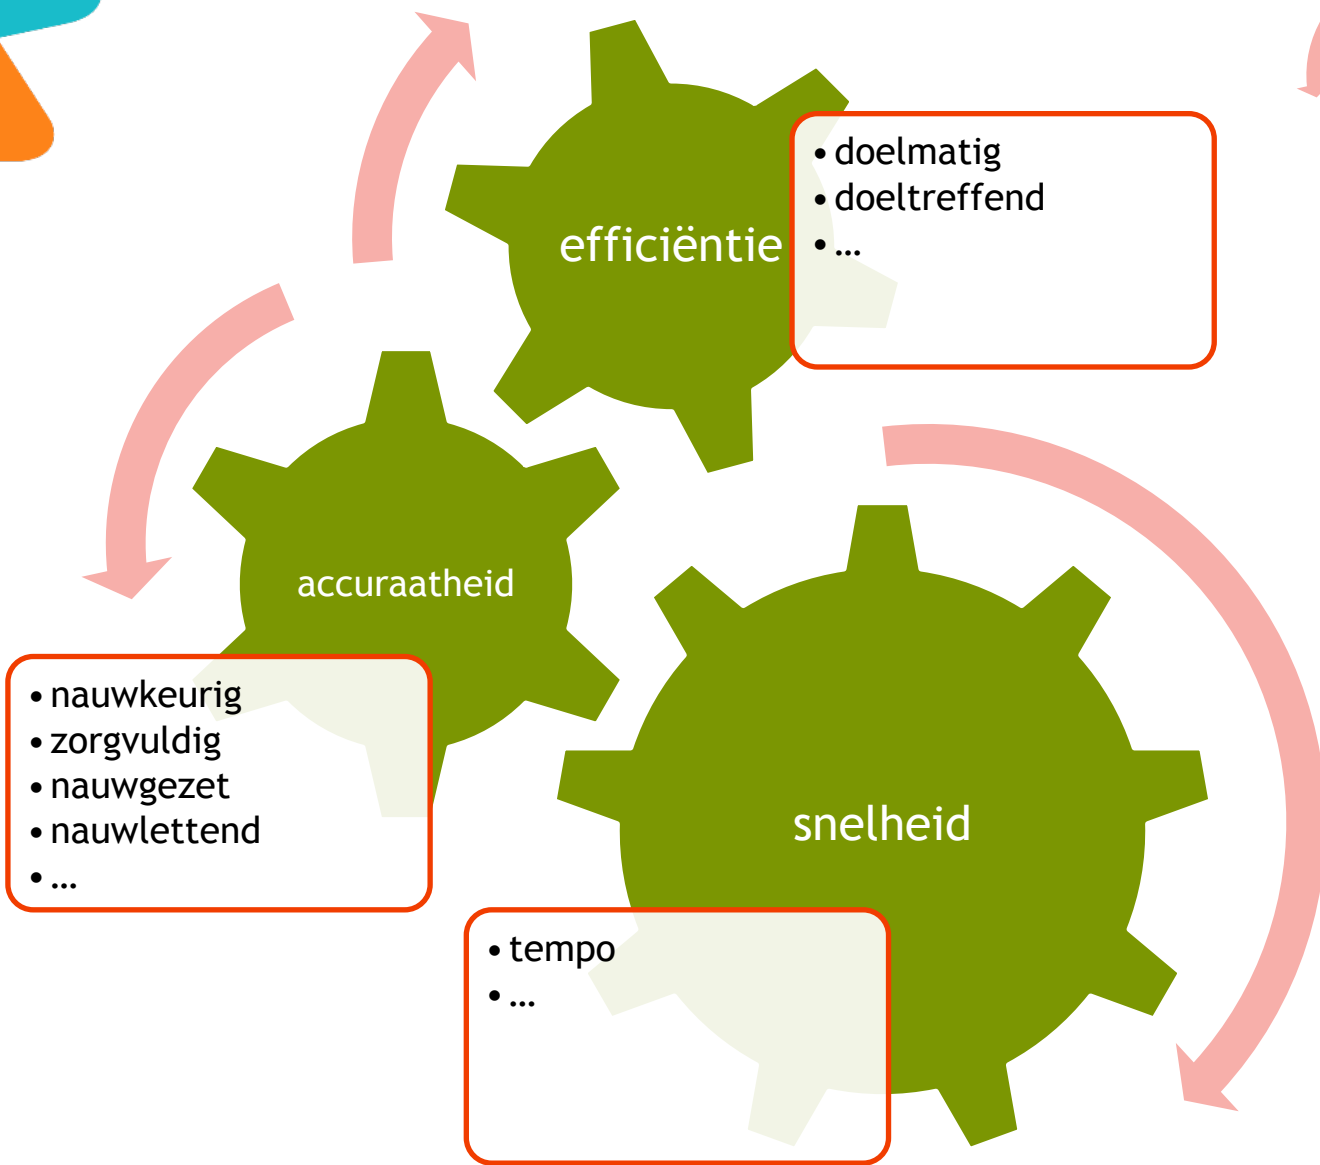 efficiëntie
• doelmatig
• doeltreffend
• …
accuraatheid
• nauwkeurig
• zorgvuldig
• nauwgezet
• nauwlettend
• …
snelheid
• tempo
• …